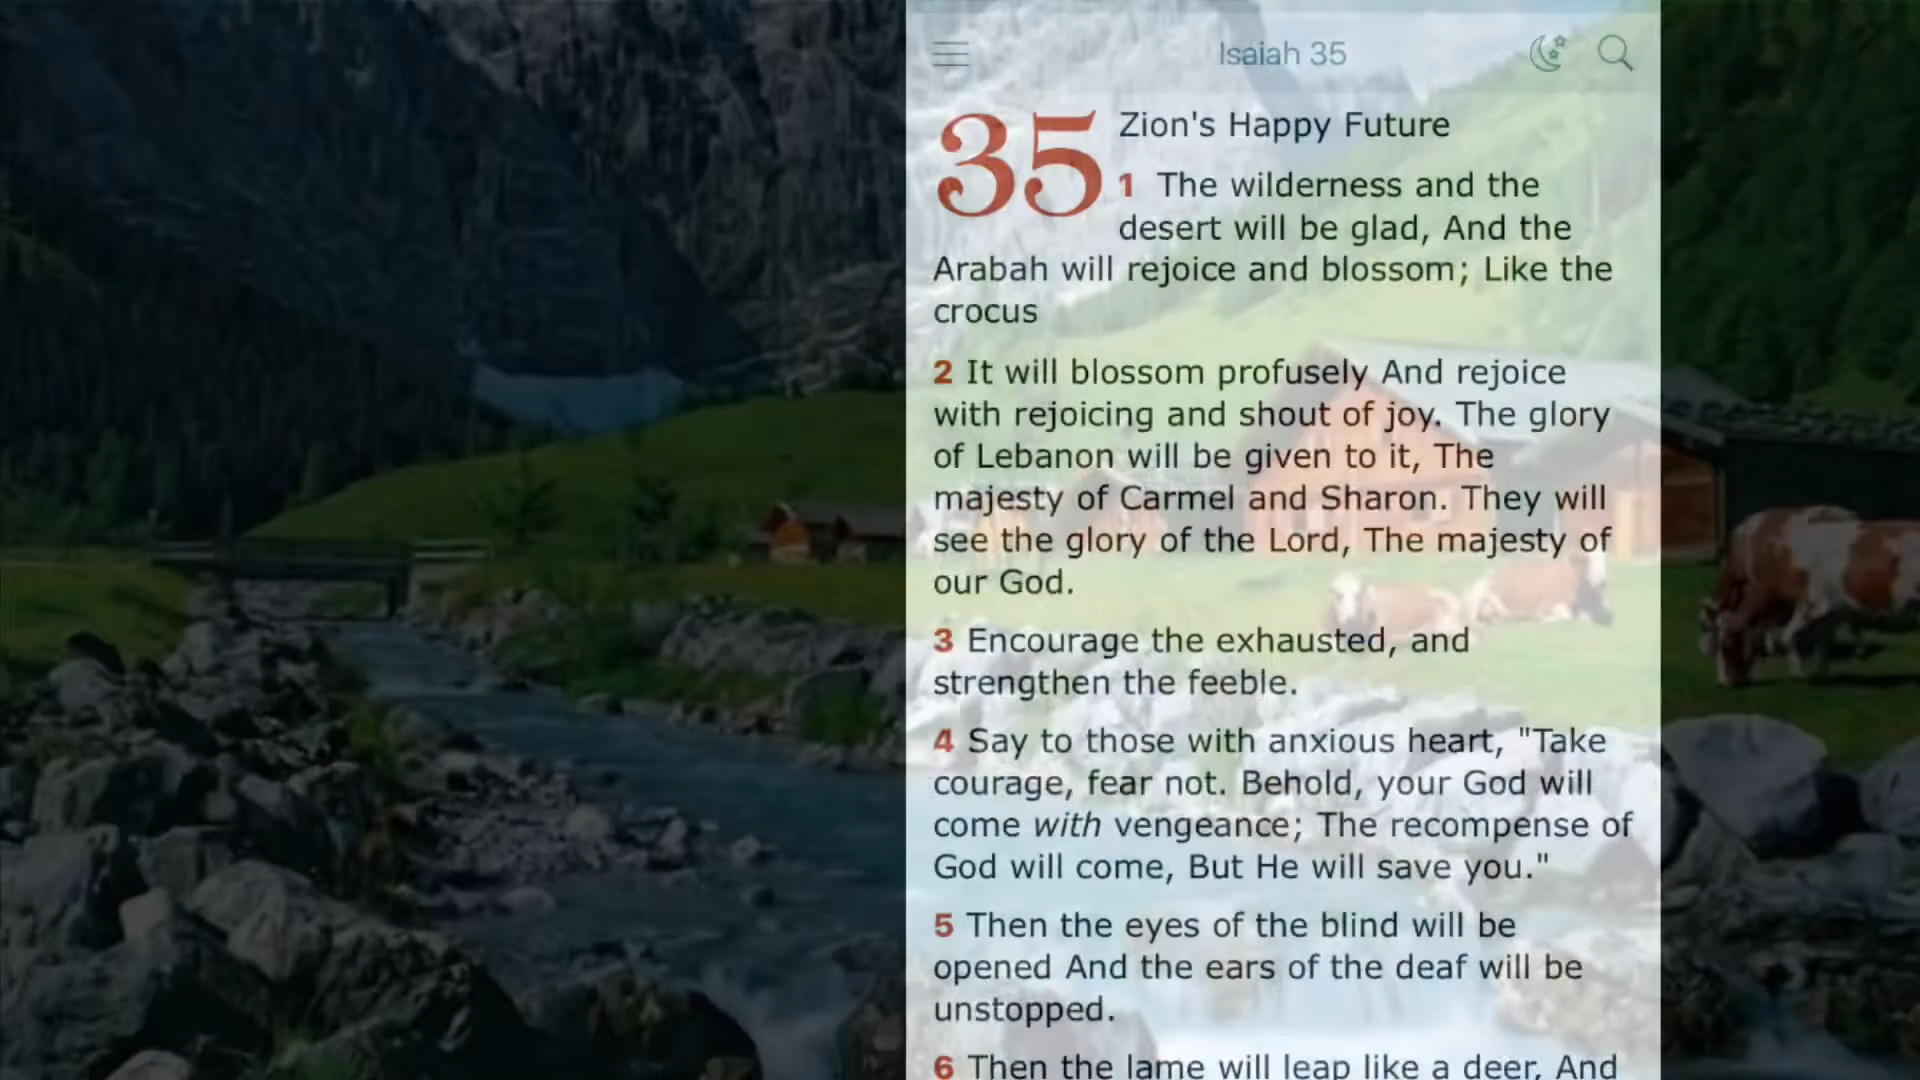 Isaiah 35
35 Zion's Happy Future
1 The wilderness and the
desert will be glad, And the
Arabah will rejoice and blossom; Like the
crocus
2 It will blossom profusely And rejoice
with rejoicing and shout of joy. The glory
of Lebanon will be given to it, The
majesty of Carmel and Sharon. They will
see the glory of the Lord, The majesty of
our God.
3 Encourage the exhausted, and
strengthen the feeble.
4 Say to those with anxious heart, "Take
courage, fear not. Behold, your God will
come with vengeance; The recompense of
God will come, But He will save you."
5 Then the eyes of the blind will be
opened And the ears of the deaf will be
unstopped.
6 Then the lame will leap like a deer, And